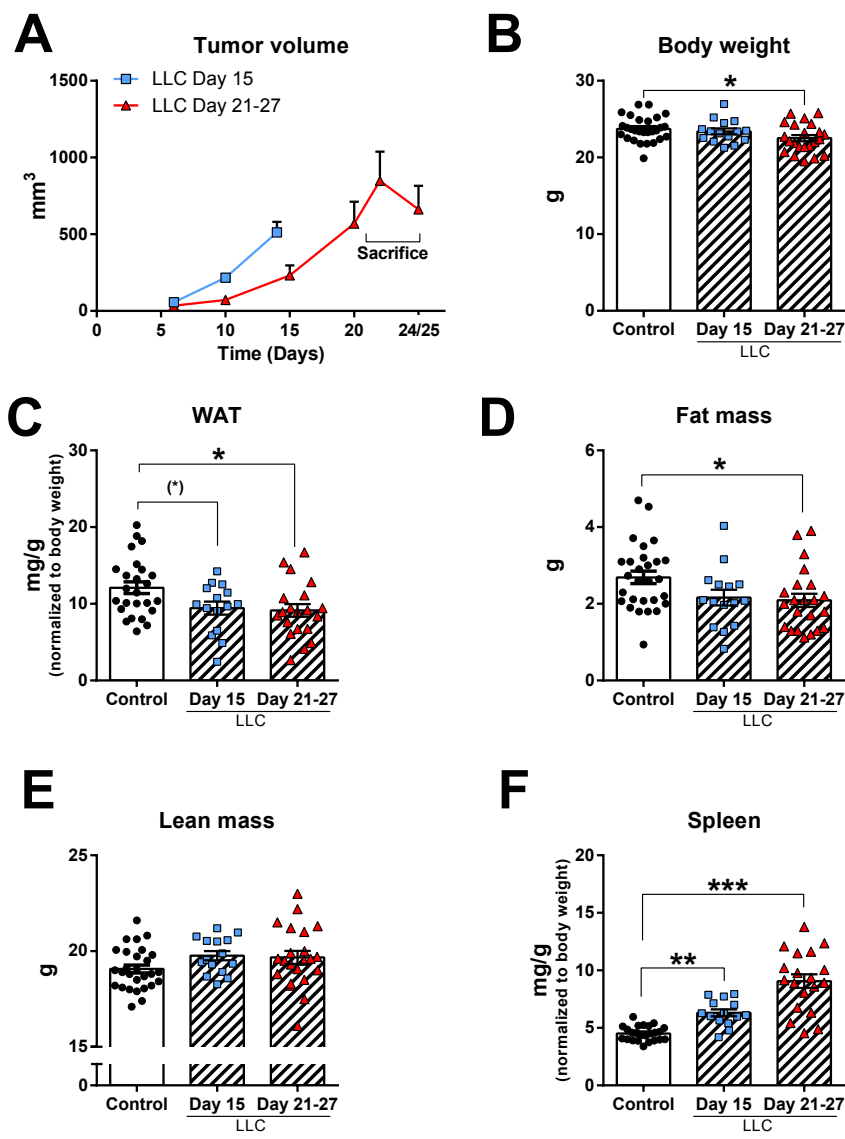 A
Tumor volume
LLC Day 15
LLC Day 21-27
mm3
1500
1000
500
0
0
5
10
15
20
24/25
Sacrifice
Time (Days)
B
Body weight
*
g
30
20
10
0
Control
Day 15
Day 21-27
LLC
C
WAT
*
(*)
mg/g
(normalized to body weight)
30
20
10
0
Control
Day 15
Day 21-27
LLC
D
Fat mass
*
g
6
4
2
0
Control
Day 15
Day 21-27
LLC
E
Lean mass
g
25
20
15
0
Control
Day 15
Day 21-27
LLC
F
Spleen
***
**
mg/g
(normalized to body weight)
20
15
10
5
0
Control
Day 15
Day 21-27
LLC